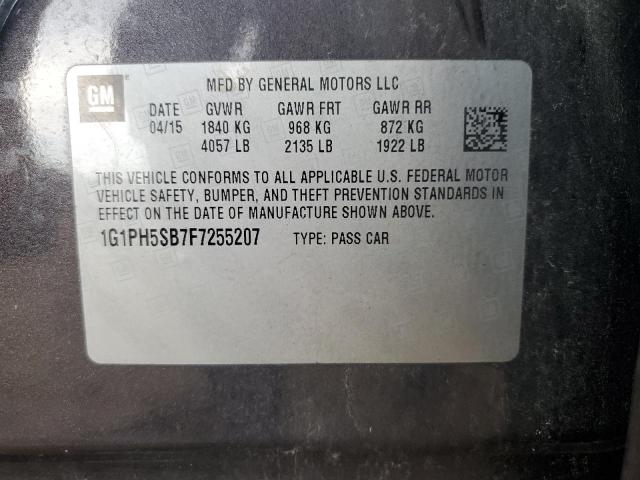 GM
MFD BY GENERAL MOTORS LLC
DATE GVWR GAWR FRT GAWR RR
04/15 1840 KG 968 KG 872 KG
4057 LB 2135 LB 1922 LB
THIS VEHICLE CONFORMS TO ALL APPLICABLE U.S. FEDERAL MOTOR
VEHICLE SAFETY, BUMPER, AND THEFT PREVENTION STANDARDS IN
EFFECT ON THE DATE OF MANUFACTURE SHOWN ABOVE.
1G1PH5SB7F7255207 TYPE: PASS CAR